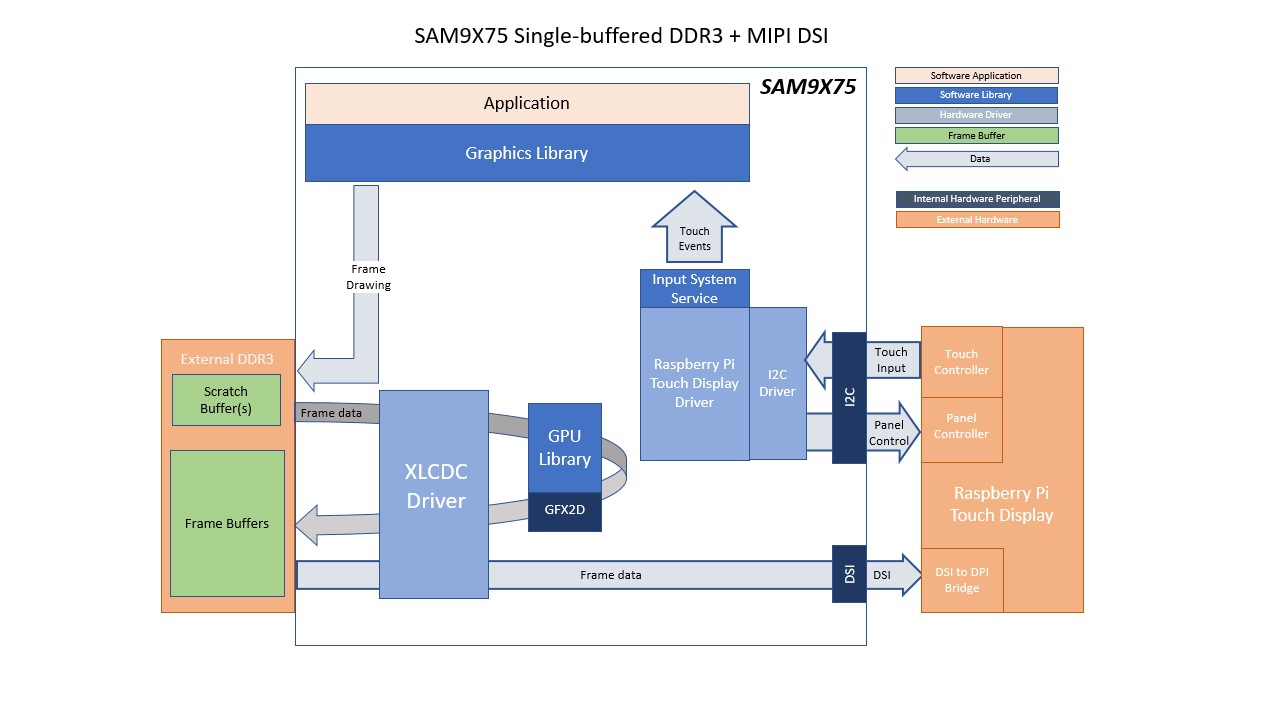 SAM9X75 Single-buffered DDR3 + MIPI DSI
SAM9X75
Application
Graphics Library
Software Application
Software Library
Hardware Driver
Frame Buffer
Data
Internal Hardware Peripheral
External Hardware
Touch
Events
Frame
Drawing
Input System
Service
Raspberry Pi
Touch Display
Driver
I2C
Driver
I2C
Touch
Input
Panel
Control
Touch
Controller
Panel
Controller
Raspberry Pi
Touch Display
DSI to DPI
Bridge
External DDR3
Scratch
Buffer(s)
Frame Buffers
Frame data
XLCDC
Driver
GPU
Library
GFX2D
Frame data
DSI
DSI